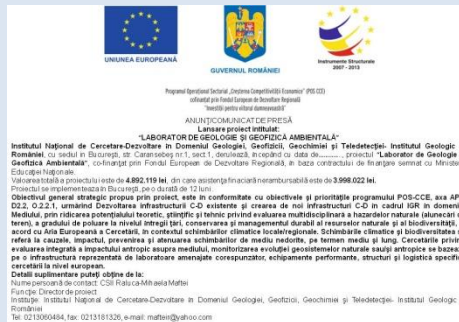 UNIUNEA EUROPEANĂ
GUVERNUL ROMÂNIEI
Instrumente Structurale
2007 - 2013
Programul Operațional Sectorial „Creșterea Competitivității Economice” (POS CCE)
cofinanțat prin Fondul European de Dezvoltare Regională
"Investiții pentru viitorul dumneavoastră"
ANUNȚ/COMUNICAT DE PRESĂ
Lansare proiect intitulat:
"LABORATOR DE GEOLOGIE ȘI GEOFIZICĂ AMBIENTALĂ"
Institutul Național de Cercetare-Dezvoltare în Domeniul Geologiei, Geofizicii, Geochimiei și Teledetecției- Institutul Geologic
României, cu sediul în București, str. Caransebeș nr.1, sect 1, derulează, începând cu data de.........., proiectul "Laborator de Geologie
Geofizică Ambientală", co-finanțat prin Fondul European de Dezvoltare Regională, în baza contractului de finanțare semnat cu Minister
Educației Naționale.
Valoarea totală a proiectului este de 4.892.119 lei, din care asistența financiară nerambursabilă este de 3.998.022 lei.
Proiectul se implementează în București, pe o durată de 12 luni.
Obiectivul general strategic propus prin proiect, este în conformitate cu obiectivele și prioritățile programului POS-CCE, axa AP
D2.2, O.2.2.1, urmărind Dezvoltarea infrastructurii C-D existente și crearea de noi infrastructuri C-D în cadrul IGR în domeniul
Mediului, prin ridicarea potențialului teoretic, științific și tehnic privind evaluarea multidisciplinară a hazardelor naturale (alunecări d
teren), a gradului de poluare la nivelul întregii țări, conservarea și managementul durabil al resurselor naturale și al biodiversității,
acord cu Aria Europeană a Cercetării, în contextul schimbărilor climatice locale/regionale. Schimbările climatice și biodiversitatea s
referă la cauzele, impactul, prevenirea și atenuarea schimbărilor de mediu nedorite, pe termen mediu și lung. Cercetările privin
evaluarea integrată a impactului antropic asupra mediului, monitorizarea evoluției geosistemelor naturale sau/și antropice se bazeaz
pe o infrastructură reprezentată de laboratoare amenajate corespunzător, echipamente performante, structuri și logistică specific
cercetării la nivel european.
Detalii suplimentare puteți obține de la:
Nume persoană de contact: CSII Raluca-Mihaela Maftei
Funcție: Director de proiect
Instituție: Institutul Național de Cercetare-Dezvoltare în Domeniul Geologiei, Geofizicii, Geochimiei și Teledetecției- Institutul Geologic
României
Tel: 0213060484, fax: 0213181326, e-mail: mafteir@yahoo.com